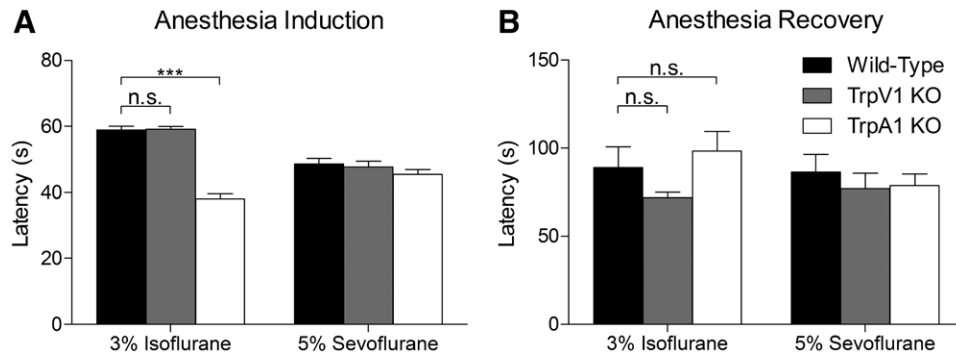 A
Anesthesia Induction
Latency (s)
80
60
40
20
0
***
n.s.
3% Isoflurane
5% Sevoflurane
B
Anesthesia Recovery
Latency (s)
150
100
50
0
n.s.
n.s.
Wild-Type
TrpV1 KO
TrpA1 KO
3% Isoflurane
5% Sevoflurane